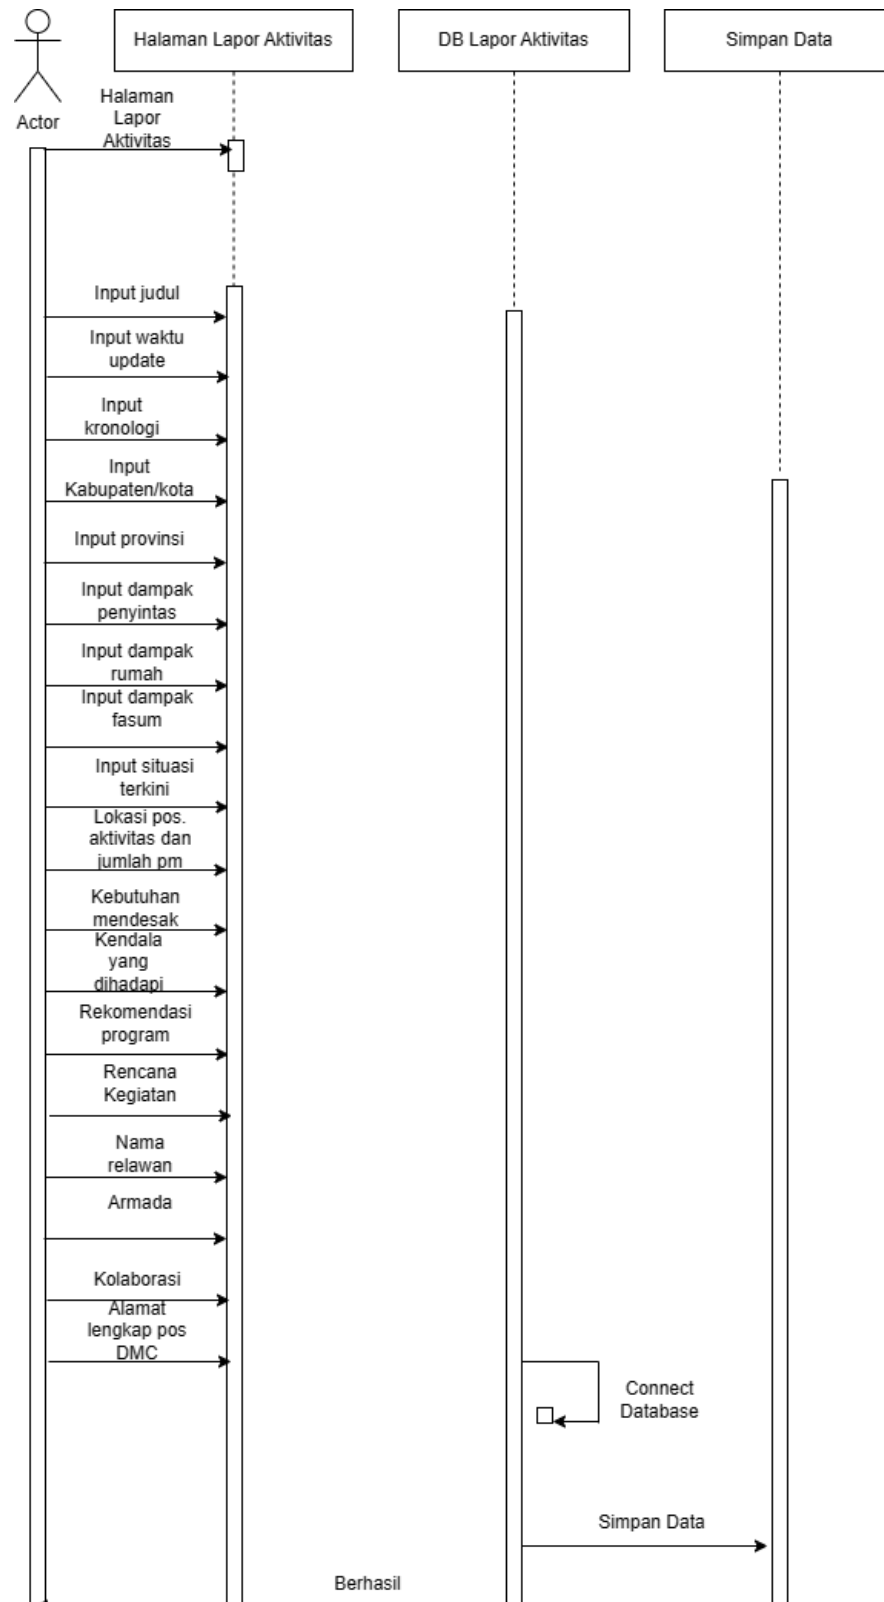 Halaman Lapor Aktivitas
DB Lapor Aktivitas
Simpan Data
Actor
Halaman
Lapor
Aktivitas
Input judul
Input waktu
update
Input
kronologi
Input
Kabupaten/kota
Input provinsi
Input dampak
penyintas
Input dampak
rumah
Input dampak
fasum
Input situasi
terkini
Lokasi pos.
aktivitas dan
jumlah pm
Kebutuhan
mendesak
Kendala
yang
dihadapi
Rekomendasi
program
Rencana
Kegiatan
Nama
relawan
Armada
Kolaborasi
Alamat
lengkap pos
DMC
Connect
Database
Simpan Data
Berhasil